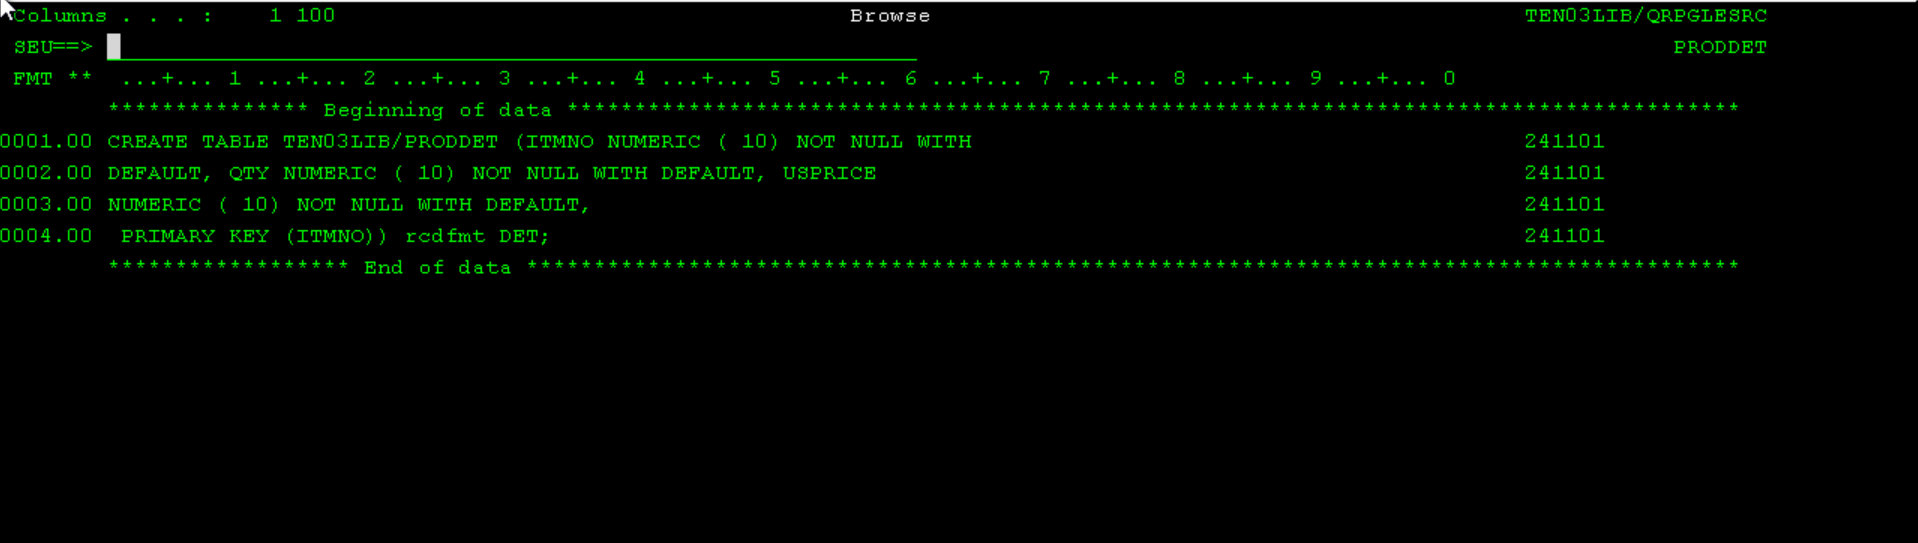 Columns . . . :    1 100                                      Browse                                            TEN03LIB/QRPGLESRC
SEU==>                                                                                                                     PRODDET
FMT **  ...+... 1 ...+... 2 ...+... 3 ...+... 4 ...+... 5 ...+... 6 ...+... 7 ...+... 8 ...+... 9 ...+... 0
*************** Beginning of data ***************************************************************************************
0001.00 CREATE TABLE TEN03LIB/PRODDET (ITMNO NUMERIC ( 10) NOT NULL WITH                                         241101
0002.00 DEFAULT, QTY NUMERIC ( 10) NOT NULL WITH DEFAULT, USPRICE                                                241101
0003.00 NUMERIC ( 10) NOT NULL WITH DEFAULT,                                                                     241101
0004.00  PRIMARY KEY (ITMNO)) rcdfmt DET;                                                                        241101
****************** End of data ******************************************************************************************